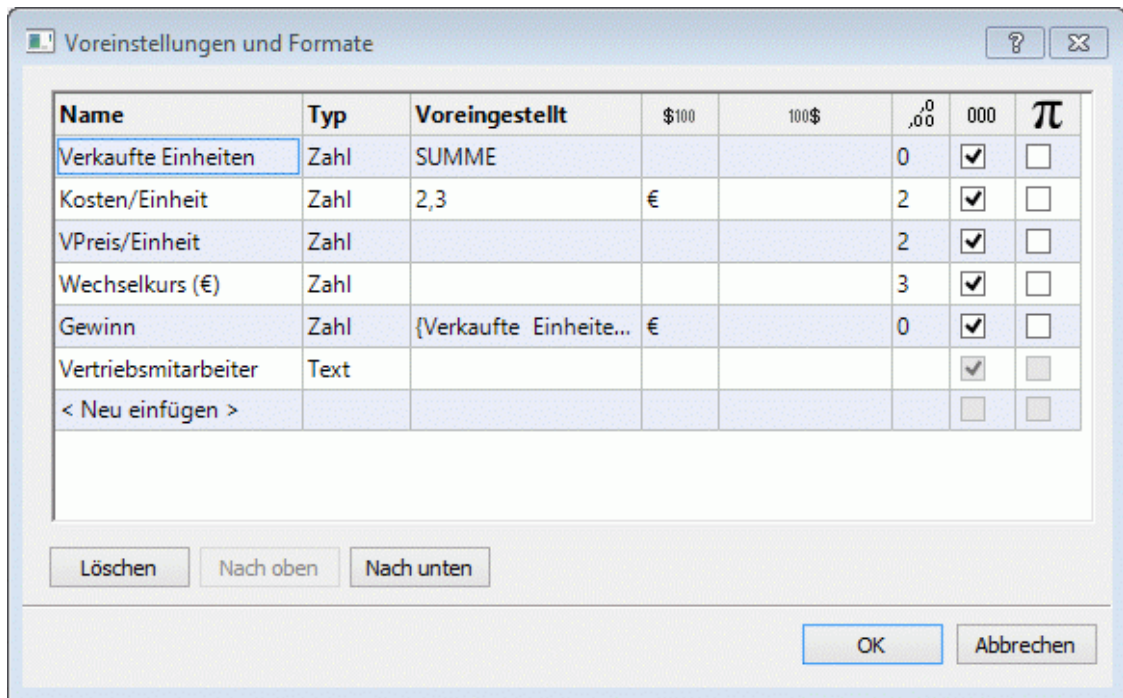 Voreinstellungen und Formate
Name Typ Voreingestellt $100 100$ ,0 ,00 000 π
Verkaufte Einheiten Zahl SUMME 0
Kosten/Einheit Zahl 2,3 € 2
VPreis/Einheit Zahl 2
Wechselkurs (€) Zahl 3
Gewinn Zahl {Verkaufte Einheite... € 0
Vertriebsmitarbeiter Text
< Neu einfügen >
Löschen Nach oben Nach unten
OK Abbrechen